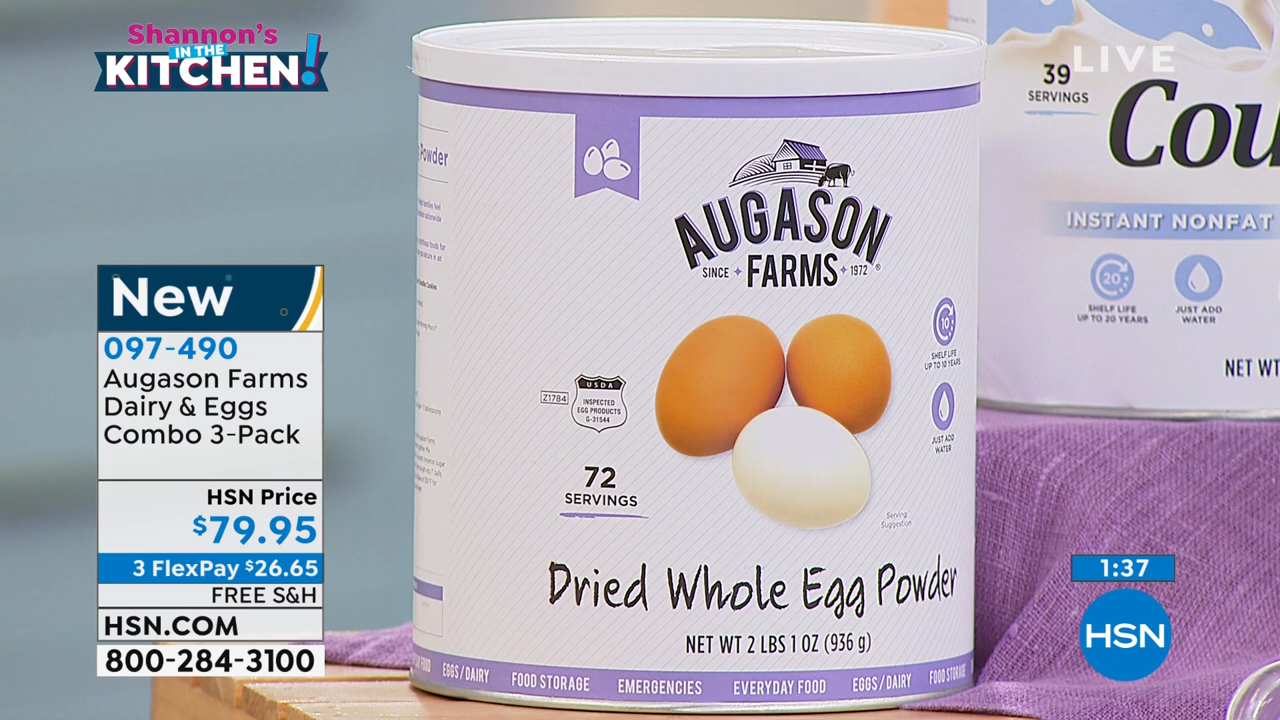 Shannon's
IN THE
KITCHEN!
LIVE
New
097-490
Augason Farms
Dairy & Eggs
Combo 3-Pack
HSN Price
$79.95
3 FlexPay $26.65
FREE S&H
HSN.COM
800-284-3100
Powder
AUGASON
SINCE 1972
FARMS
®
10
SHELF LIFE
UP TO 10 YEARS
JUST ADD
WATER
Z1784
USDA
INSPECTED
EGG PRODUCTS
G-31544
72
SERVINGS
Serving
Suggestion
Dried Whole Egg Powder
NET WT 2 LBS 1 OZ (936 g)
FOOD EGGS/DAIRY FOOD STORAGE EMERGENCIES EVERYDAY FOOD EGGS/DAIRY FOOD STORAGE
39
SERVINGS
Cou
INSTANT NONFAT
20
SHELF LIFE
UP TO 20 YEARS
JUST ADD
WATER
NET WT
1:37
HSN